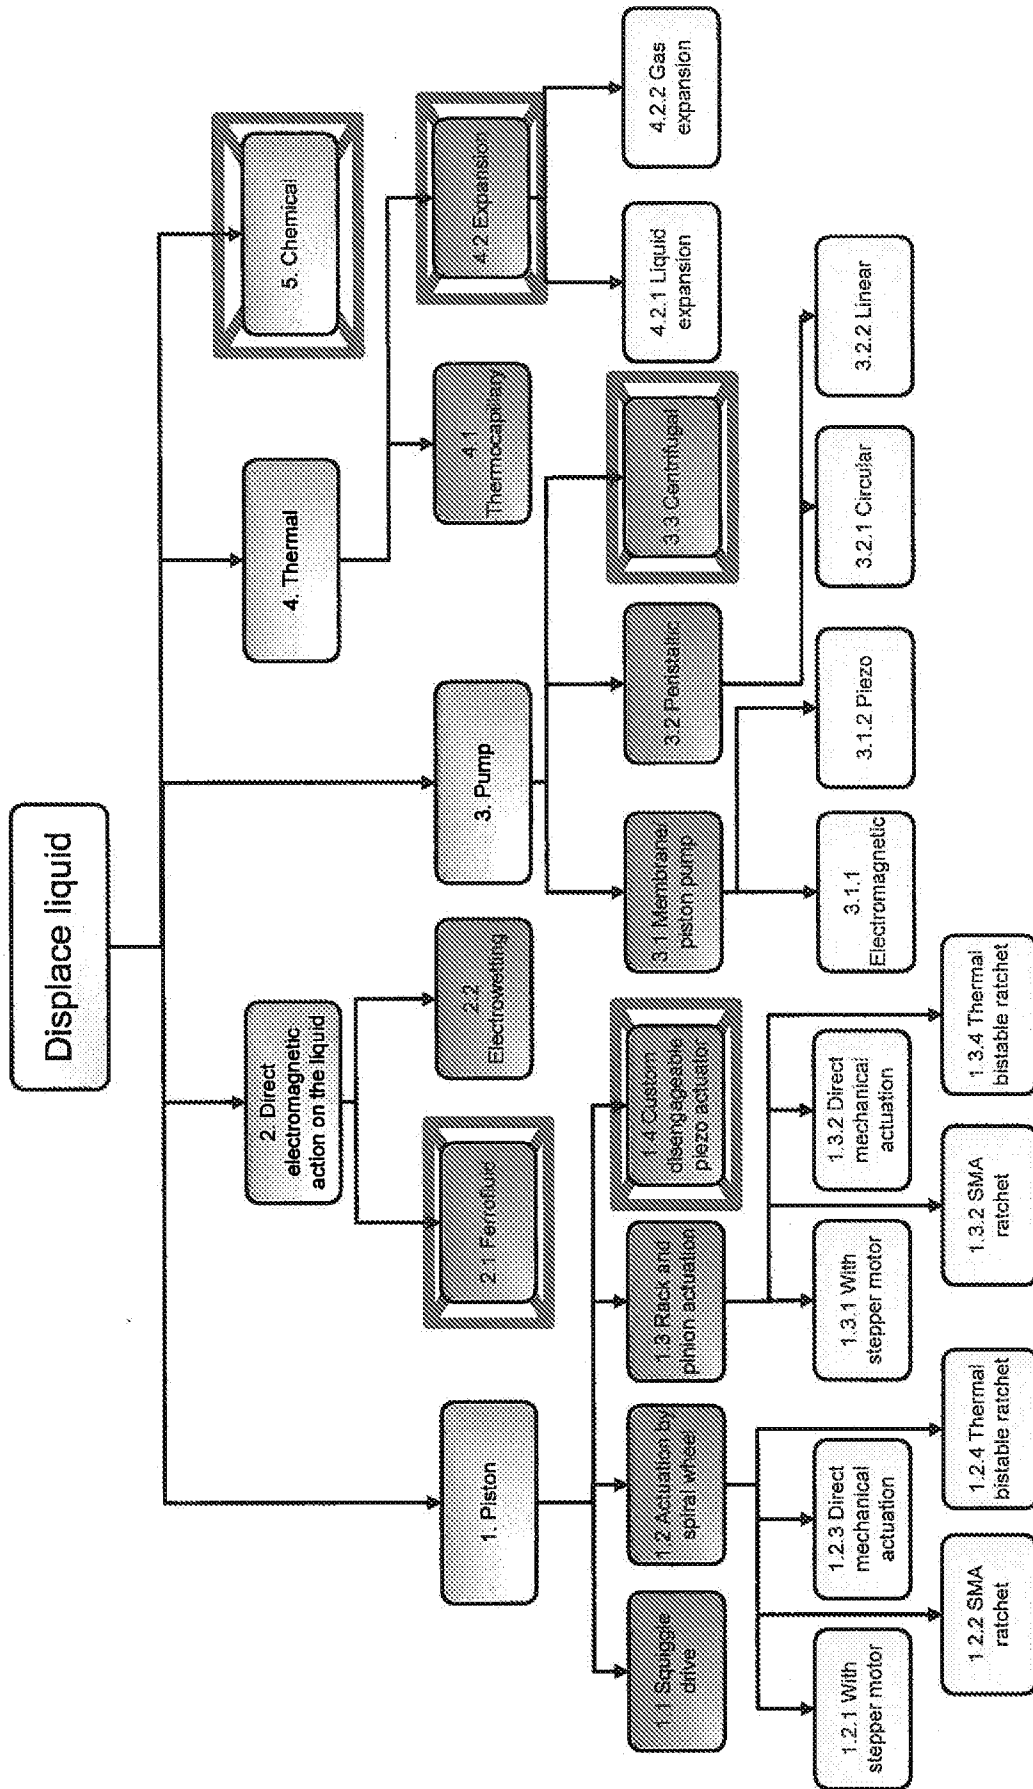 Displace liquid
1. Piston
2. Direct
electromagnetic
action on the liquid
3. Pump
4. Thermal
5. Chemical
1.1 Squiggle
drive
1.2 Actuation by
spiral wheel
1.3 Rack and
pinion actuation
1.4 Custom
disengageable
piezo actuator
2.1 Ferrofluid
2.2
Electrowetting
3.1 Membrane/
piston pump
3.2 Peristaltic
3.3 Centrifugal
4.1
Thermocapillary
4.2 Expansion
1.2.1 With
stepper motor
1.2.2 SMA
ratchet
1.2.3 Direct
mechanical
actuation
1.2.4 Thermal
bistable ratchet
1.3.1 With
stepper motor
1.3.2 SMA
ratchet
1.3.2 Direct
mechanical
actuation
1.3.4 Thermal
bistable ratchet
3.1.1
Electromagnetic
3.1.2 Piezo
3.2.1 Circular
3.2.2 Linear
4.2.1 Liquid
expansion
4.2.2 Gas
expansion